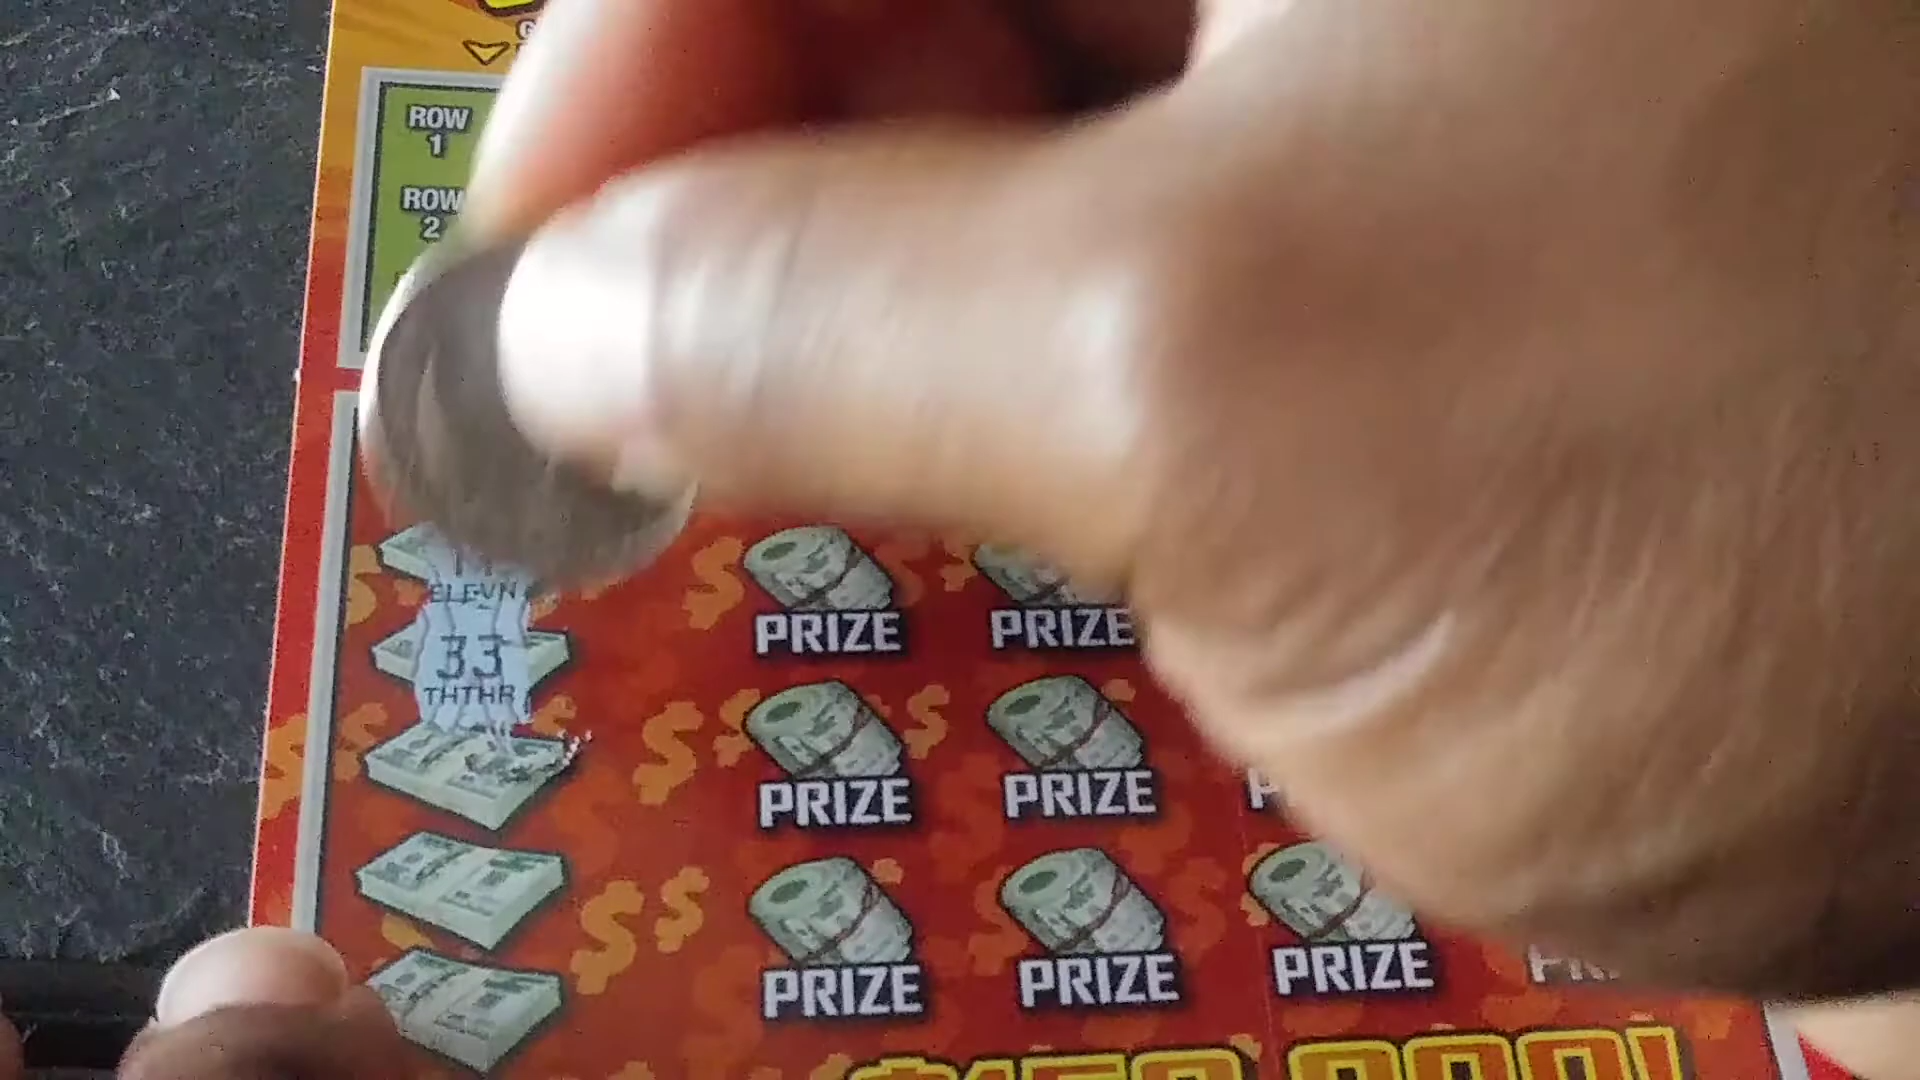 ROW
1
ROW
2
ELEVN
33
THTHR
PRIZE PRIZE
PRIZE PRIZE
PRIZE PRIZE PRIZE